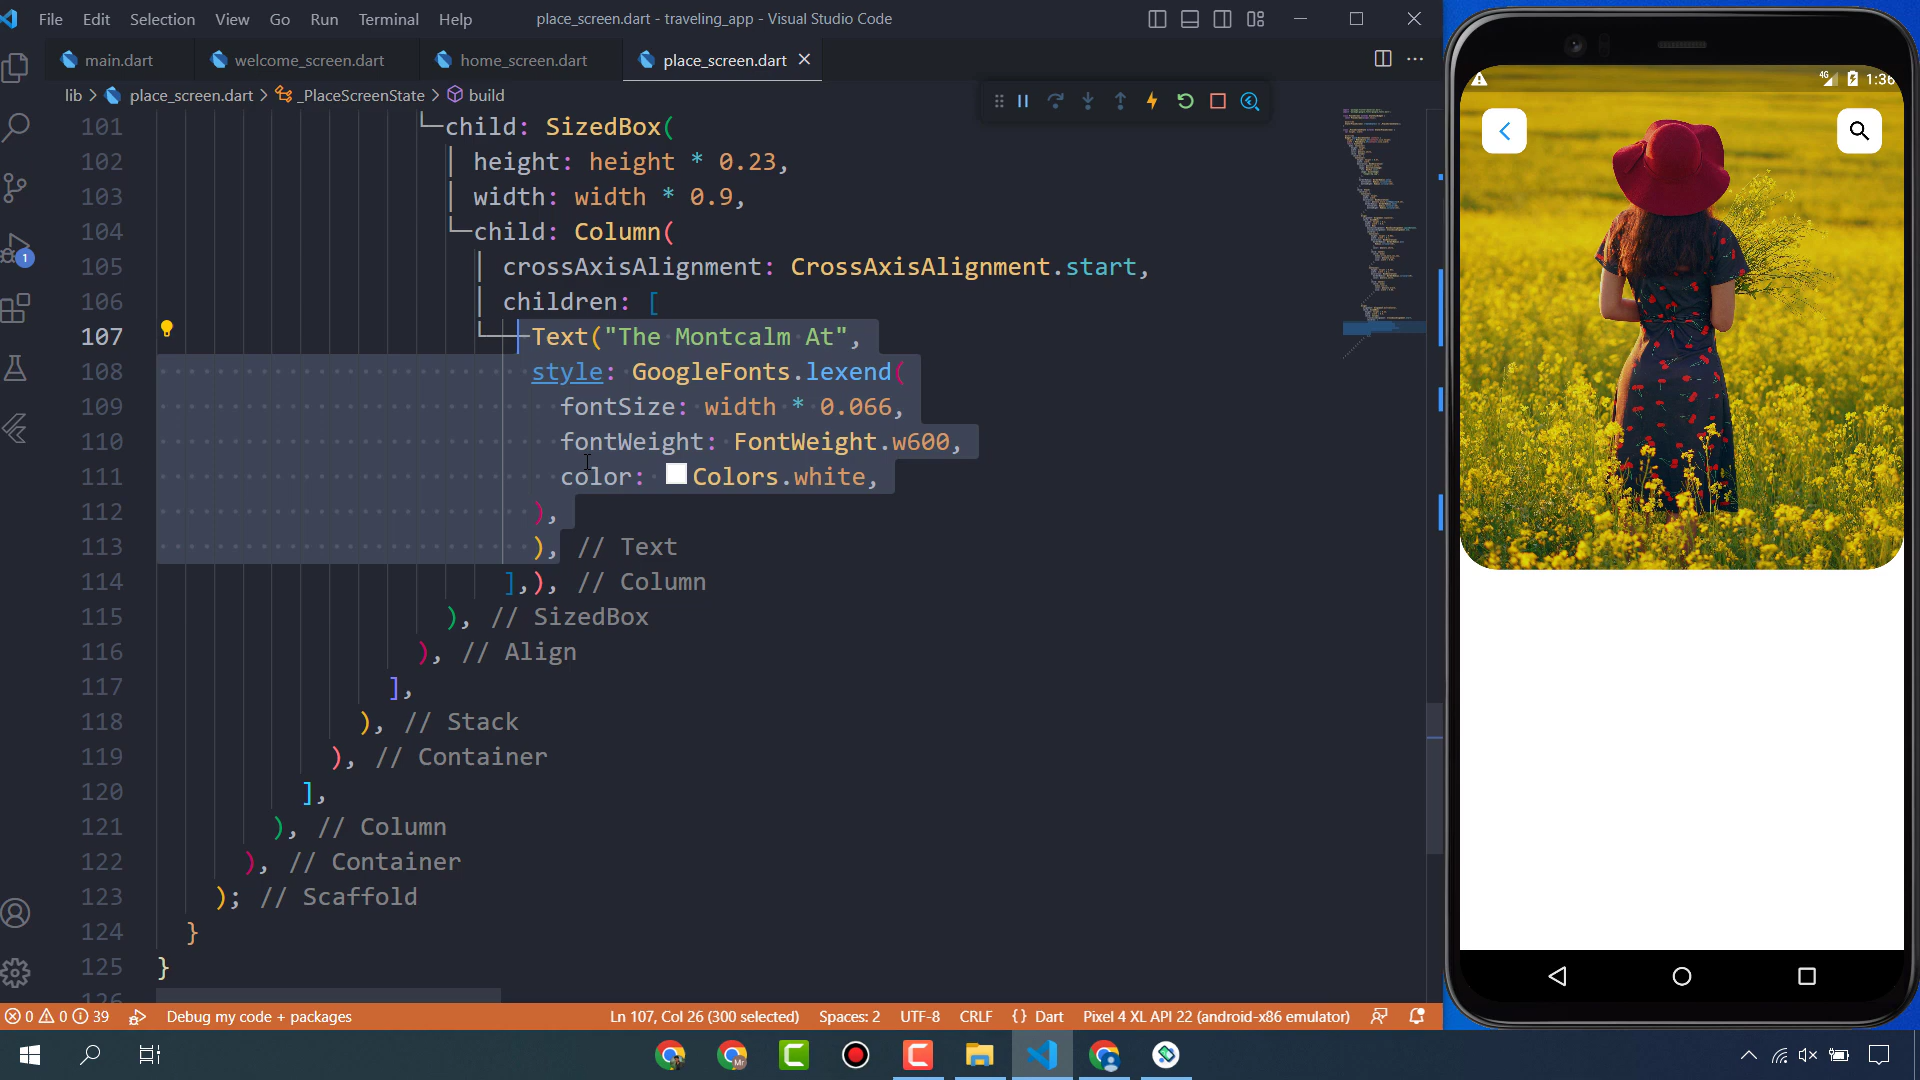 File Edit Selection View Go Run Terminal Help
place_screen.dart - traveling_app - Visual Studio Code
main.dart welcome_screen.dart home_screen.dart place_screen.dart
lib place_screen.dart _PlaceScreenState build
101 child: SizedBox(
102 height: height * 0.23,
103 width: width * 0.9,
104 child: Column(
105 crossAxisAlignment: CrossAxisAlignment.start,
106 children: [
107 Text("The Montcalm At",
108 style: GoogleFonts.lexend(
109 fontSize: width * 0.066,
110 fontWeight: FontWeight.w600,
111 color: Colors.white,
112 ),
113 ), // Text
114 ],), // Column
115 ), // SizedBox
116 ), // Align
117 ],
118 ), // Stack
119 ), // Container
120 ],
121 ), // Column
122 ), // Container
123 ); // Scaffold
124 }
125 }
126
1
4G 1:36
0 0 39 Debug my code + packages Ln 107, Col 26 (300 selected) Spaces: 2 UTF-8 CRLF {} Dart Pixel 4 XL API 22 (android-x86 emulator)